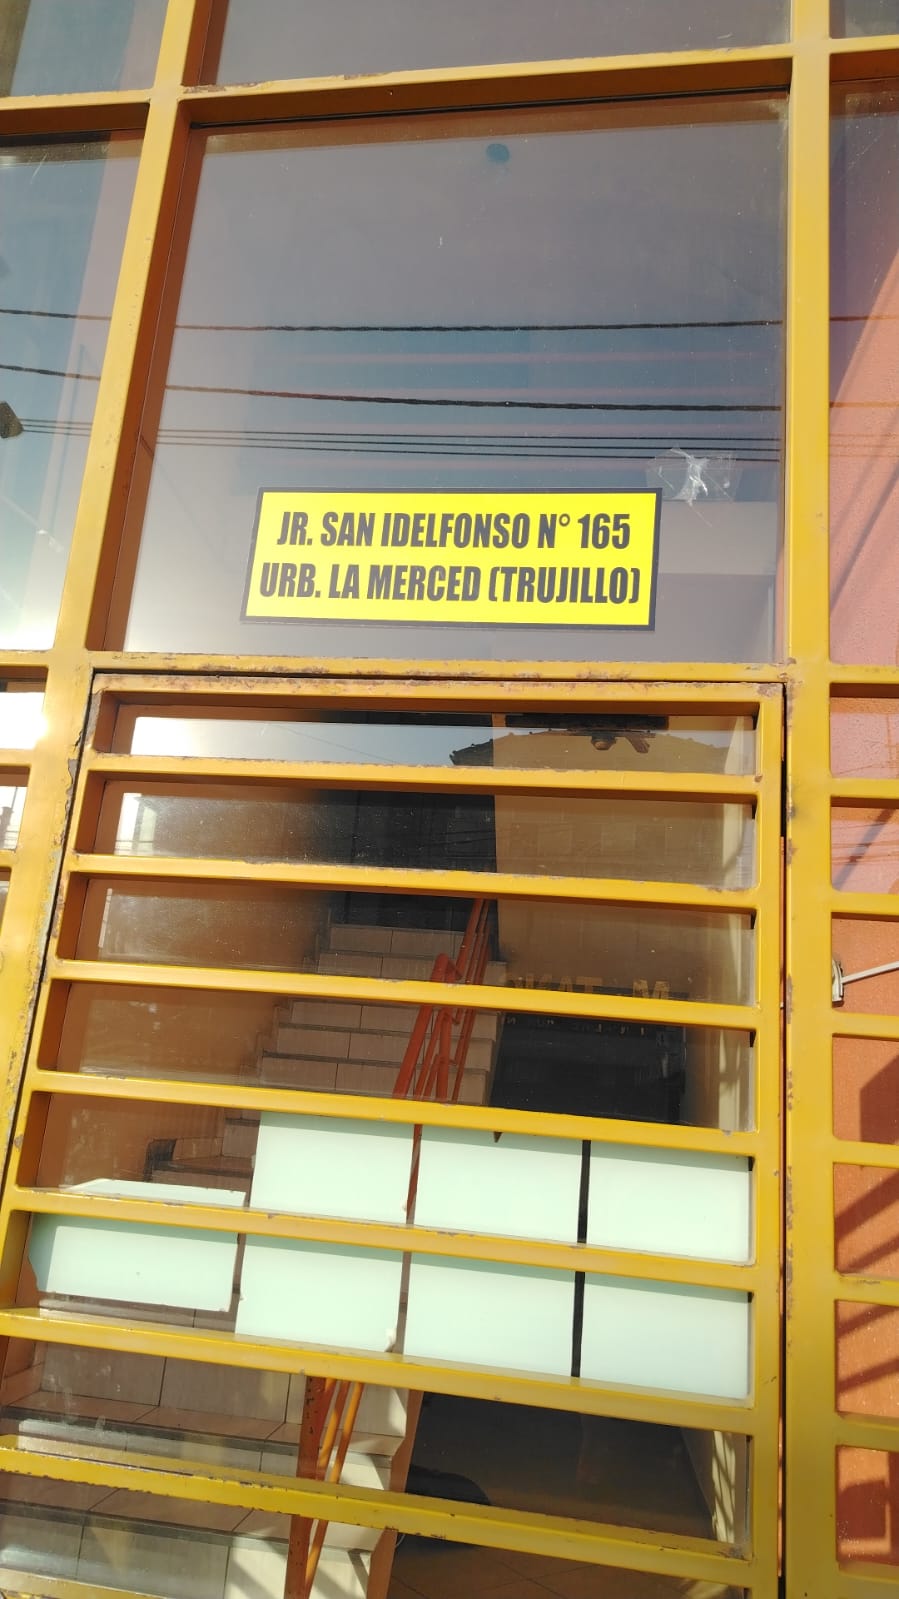 JR. SAN IDELFONSO N° 165
URB. LA MERCED (TRUJILLO)